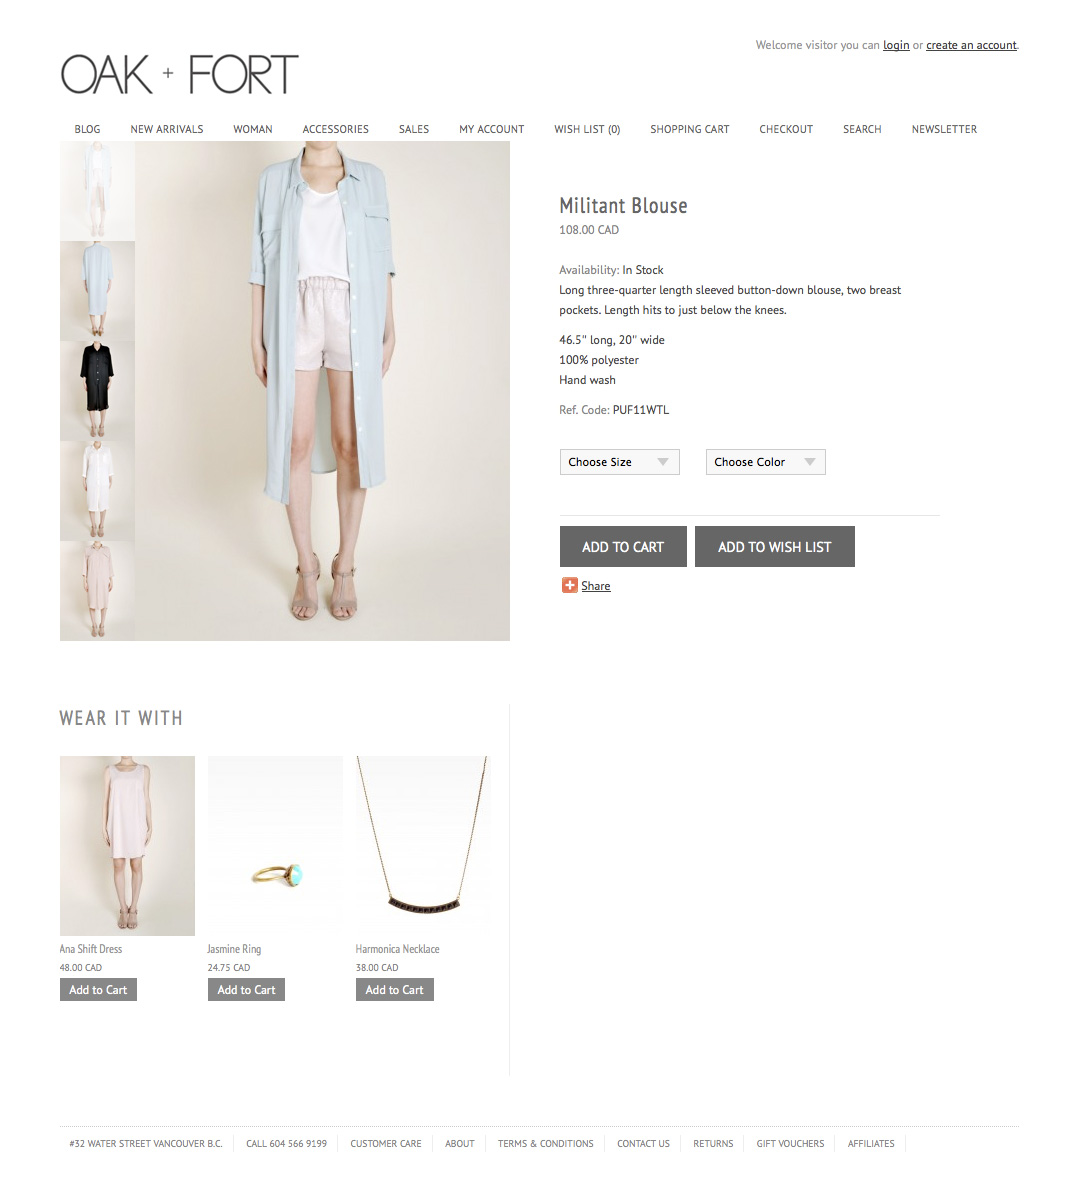 Welcome visitor you can login or create an account.
OAK + FORT
BLOG NEW ARRIVALS WOMAN ACCESSORIES SALES MY ACCOUNT WISH LIST (0) SHOPPING CART CHECKOUT SEARCH NEWSLETTER
Militant Blouse
108.00 CAD
Availability: In Stock
Long three-quarter length sleeved button-down blouse, two breast
pockets. Length hits to just below the knees.
46.5" long, 20" wide
100% polyester
Hand wash
Ref. Code: PUF11WTL
Choose Size Choose Color
ADD TO CART ADD TO WISH LIST
Share
WEAR IT WITH
Ana Shift Dress Jasmine Ring Harmonica Necklace
48.00 CAD 24.75 CAD 38.00 CAD
Add to Cart Add to Cart Add to Cart
#32 WATER STREET VANCOUVER B.C. CALL 604 566 9199 CUSTOMER CARE ABOUT TERMS & CONDITIONS CONTACT US RETURNS GIFT VOUCHERS AFFILIATES